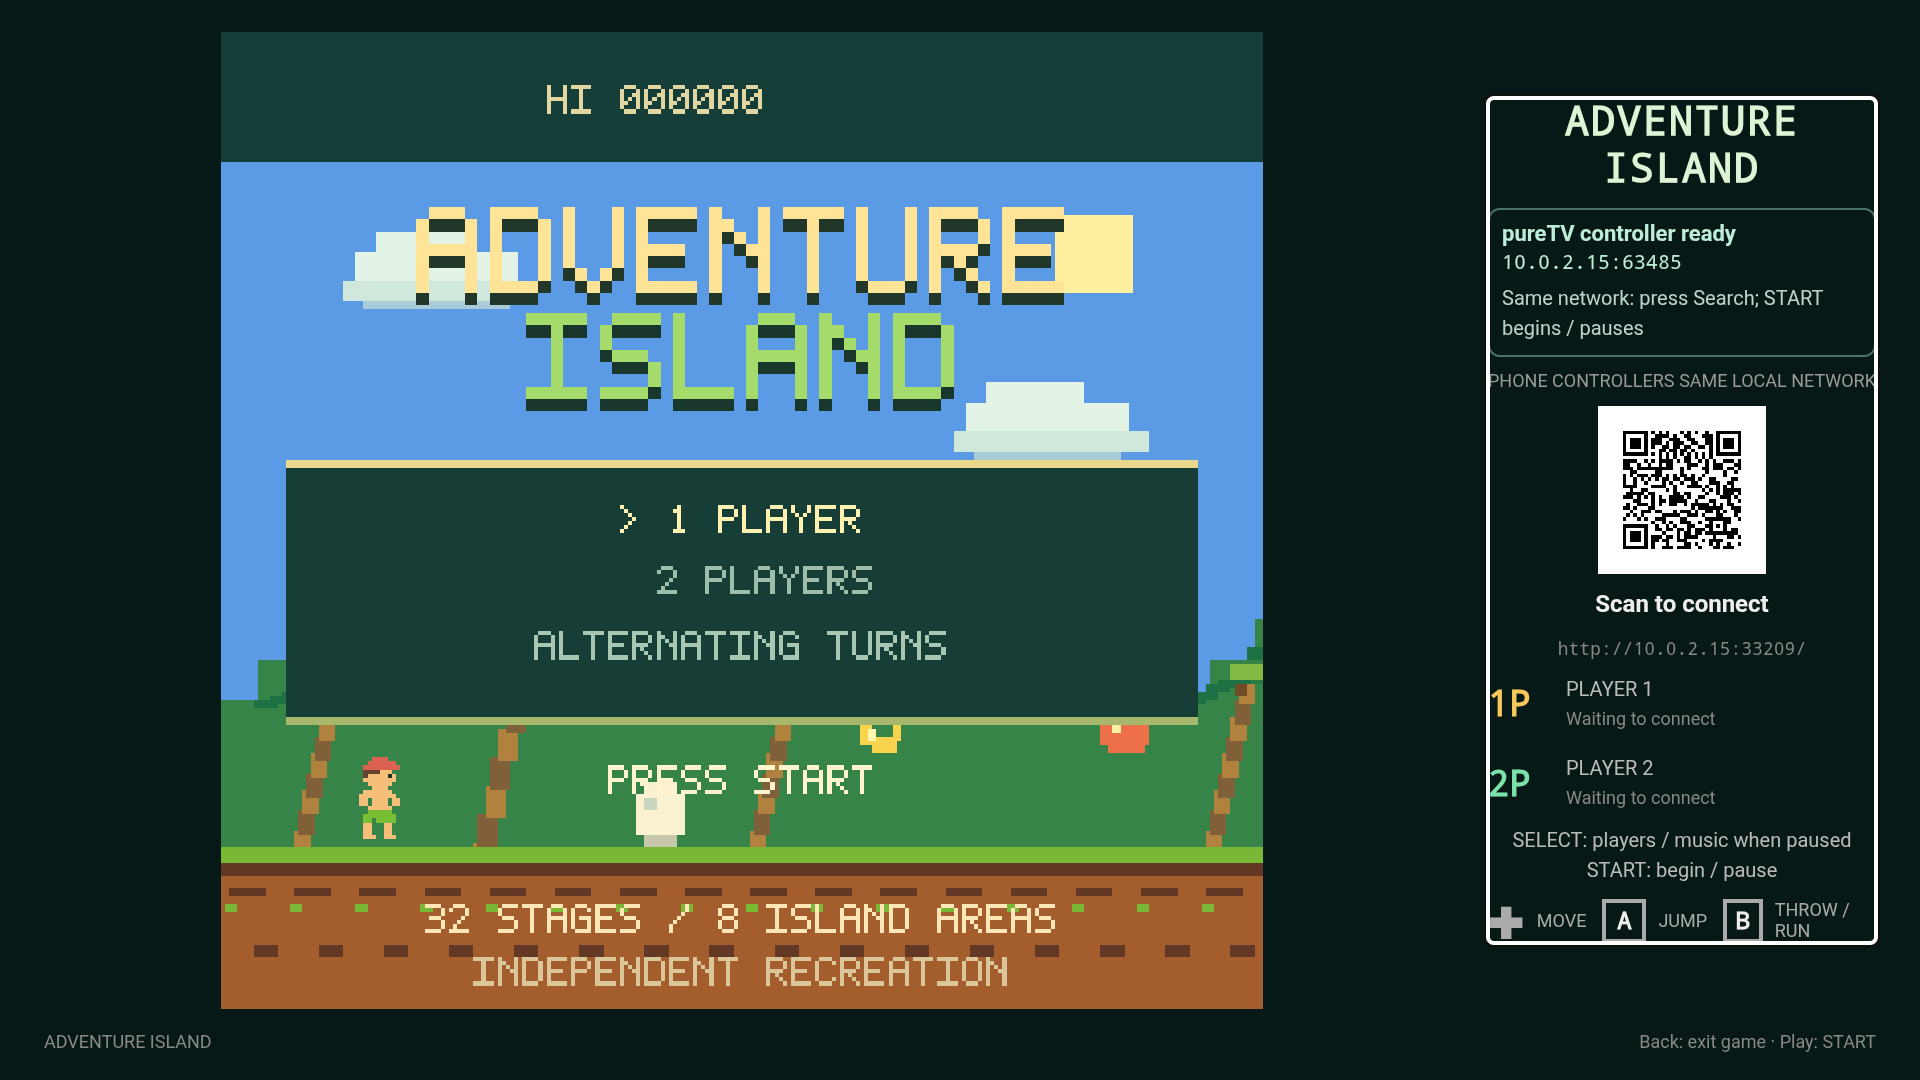 HI 000000
ADVENTURE
ISLAND
> 1 PLAYER
2 PLAYERS
ALTERNATING TURNS
PRESS START
32 STAGES / 8 ISLAND AREAS
INDEPENDENT RECREATION
ADVENTURE
ISLAND
pureTV controller ready
10.0.2.15:63485
Same network: press Search; START
begins / pauses
PHONE CONTROLLERS SAME LOCAL NETWORK
Scan to connect
http://10.0.2.15:33209/
1P PLAYER 1
Waiting to connect
2P PLAYER 2
Waiting to connect
SELECT: players / music when paused
START: begin / pause
MOVE A JUMP B THROW /
RUN
ADVENTURE ISLAND
Back: exit game · Play: START